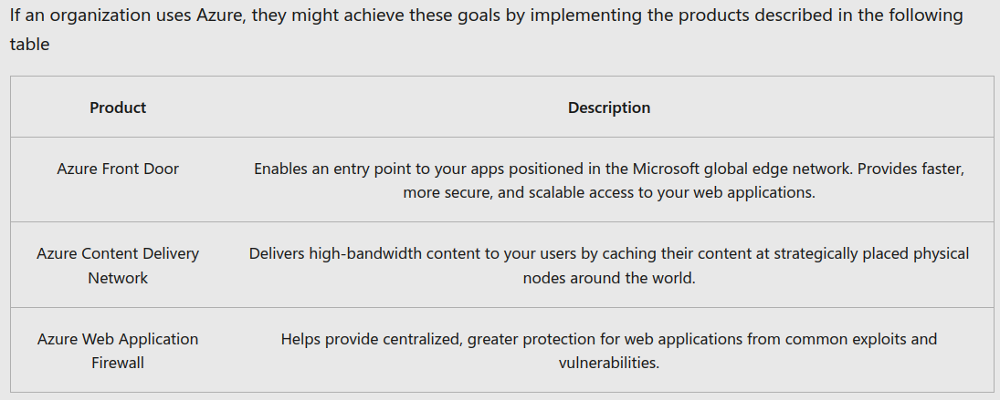 If an organization uses Azure, they might achieve these goals by implementing the products described in the following
table
Product
Description
Azure Front Door
Enables an entry point to your apps positioned in the Microsoft global edge network. Provides faster,
more secure, and scalable access to your web applications.
Azure Content Delivery
Network
Delivers high-bandwidth content to your users by caching their content at strategically placed physical
nodes around the world.
Azure Web Application
Firewall
Helps provide centralized, greater protection for web applications from common exploits and
vulnerabilities.